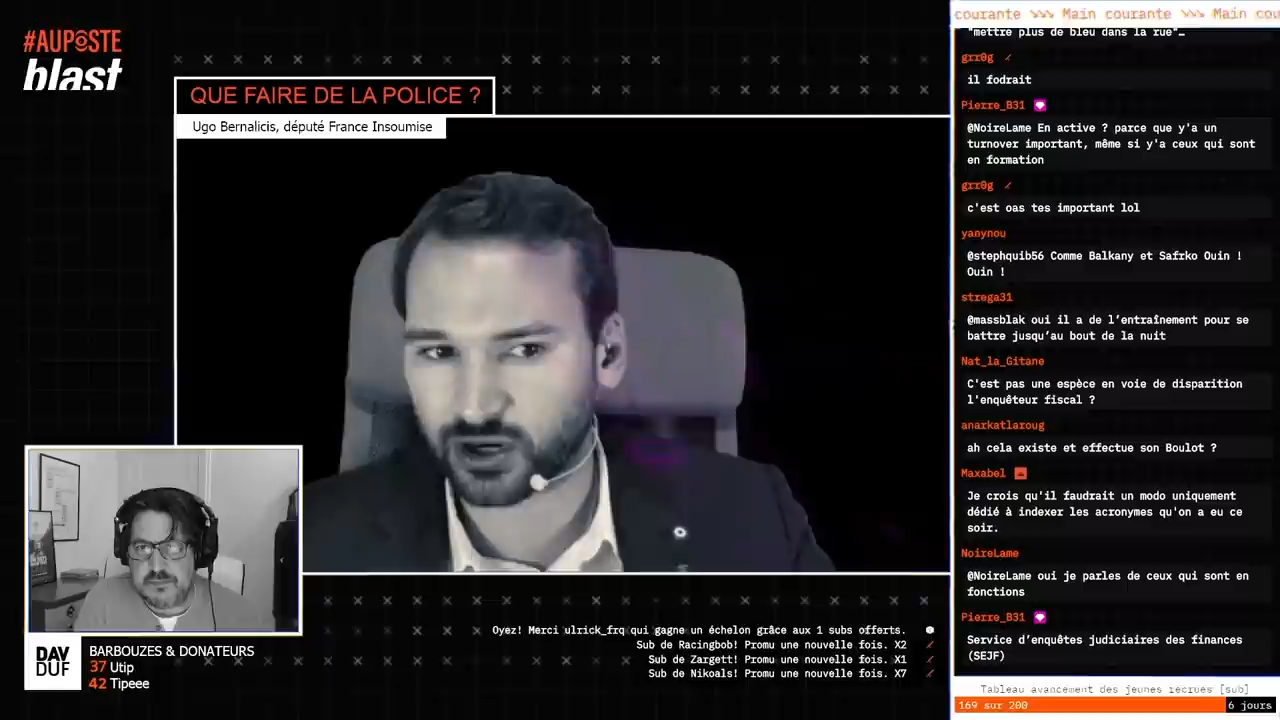 #AUPOSTE
blast
QUE FAIRE DE LA POLICE ?
Ugo Bernalicis, député France Insoumise
BARBOUZES & DONATEURS
37 Utip
42 Tipeee
DAV
DUF
Oyez! Merci ulrick_frq qui gagne un échelon grâce aux 1 subs offerts.
Sub de Racingbob! Promu une nouvelle fois. X2
Sub de Zargett! Promu une nouvelle fois. X1
Sub de Nikoals! Promu une nouvelle fois. X7
courante >>> Main courante >>> Main cou
"mettre plus de bleu dans la rue"…
grr0g
il fodrait
Pierre_B31
@NoireLame En active ? parce que y'a un
turnover important, même si y'a ceux qui sont
en formation
grr0g
c'est oas tes important lol
yanynou
@stephquib56 Comme Balkany et Safrko Ouin !
Ouin !
strega31
@massblak oui il a de l’entraînement pour se
battre jusqu’au bout de la nuit
Nat_la_Gitane
C'est pas une espèce en voie de disparition
l'enquêteur fiscal ?
anarkatlaroug
ah cela existe et effectue son Boulot ?
Maxabel
Je crois qu'il faudrait un modo uniquement
dédié à indexer les acronymes qu'on a eu ce
soir.
NoireLame
@NoireLame oui je parles de ceux qui sont en
fonctions
Pierre_B31
Service d’enquêtes judiciaires des finances
(SEJF)
Tableau avancement des jeunes recrues [sub]
169 sur 200
6 jours